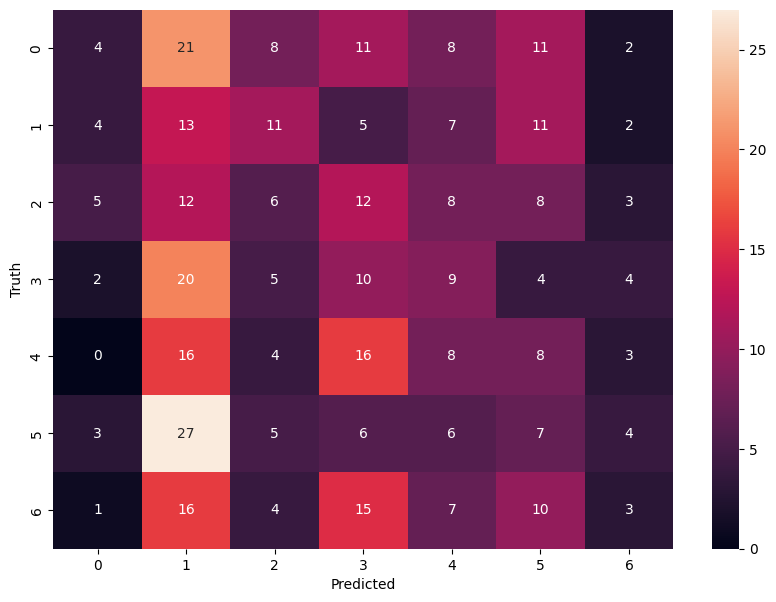 0 4 21 8 11 8 11 2
1 4 13 11 5 7 11 2
2 5 12 6 12 8 8 3
3 2 20 5 10 9 4 4
4 0 16 4 16 8 8 3
5 3 27 5 6 6 7 4
6 1 16 4 15 7 10 3
0 1 2 3 4 5 6
Predicted
Truth
25
20
15
10
5
0